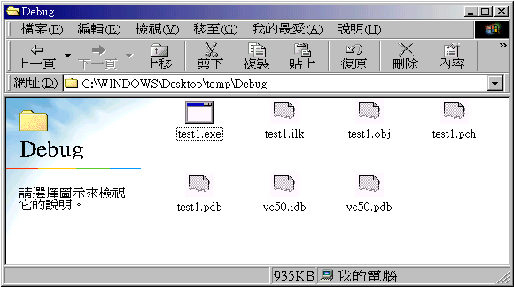 Debug
檔案(F) 編輯(E) 檢視(V) 移至(G) 我的最愛(A) 說明(H)
上一頁 下一頁 上移 剪下 複製 貼上 復原 刪除 內容
網址(D) C:\WINDOWS\Desktop\temp\Debug
Debug
請選擇圖示來檢視
它的說明。
test1.exe test1.ilk test1.obj test1.pch
test1.pdb vc50.idb vc50.pdb
935KB 我的電腦